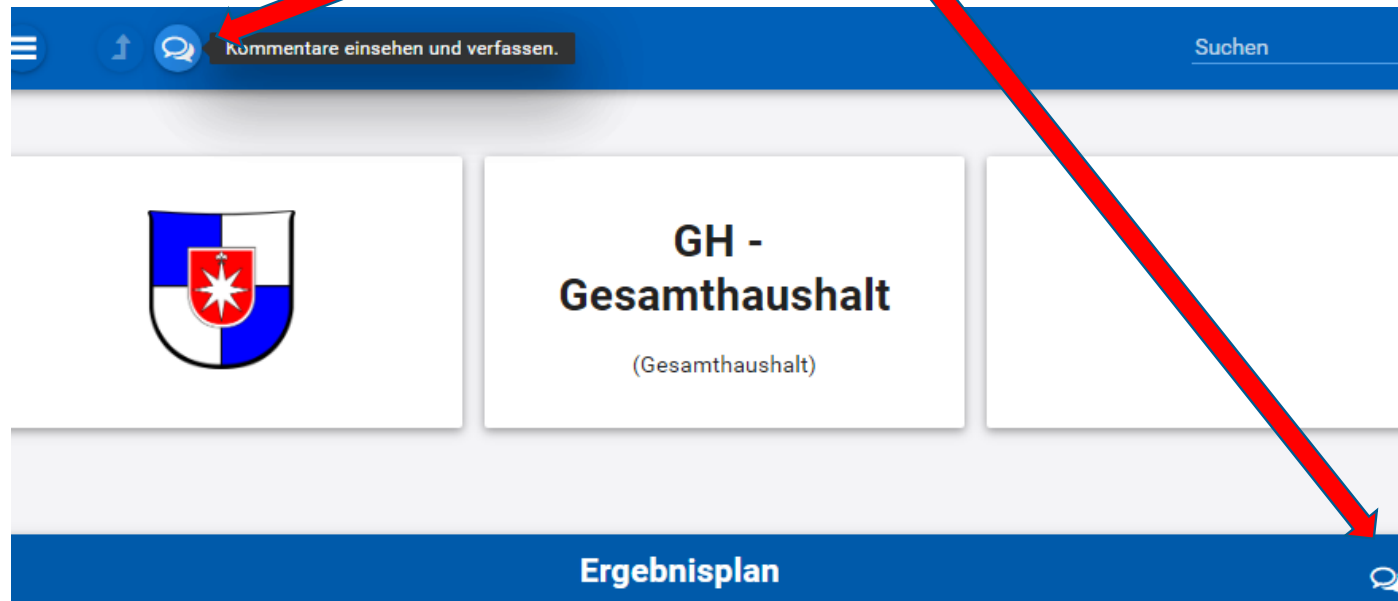 Kommentare einsehen und verfassen.
Suchen
GH -
Gesamthaushalt
(Gesamthaushalt)
Ergebnisplan